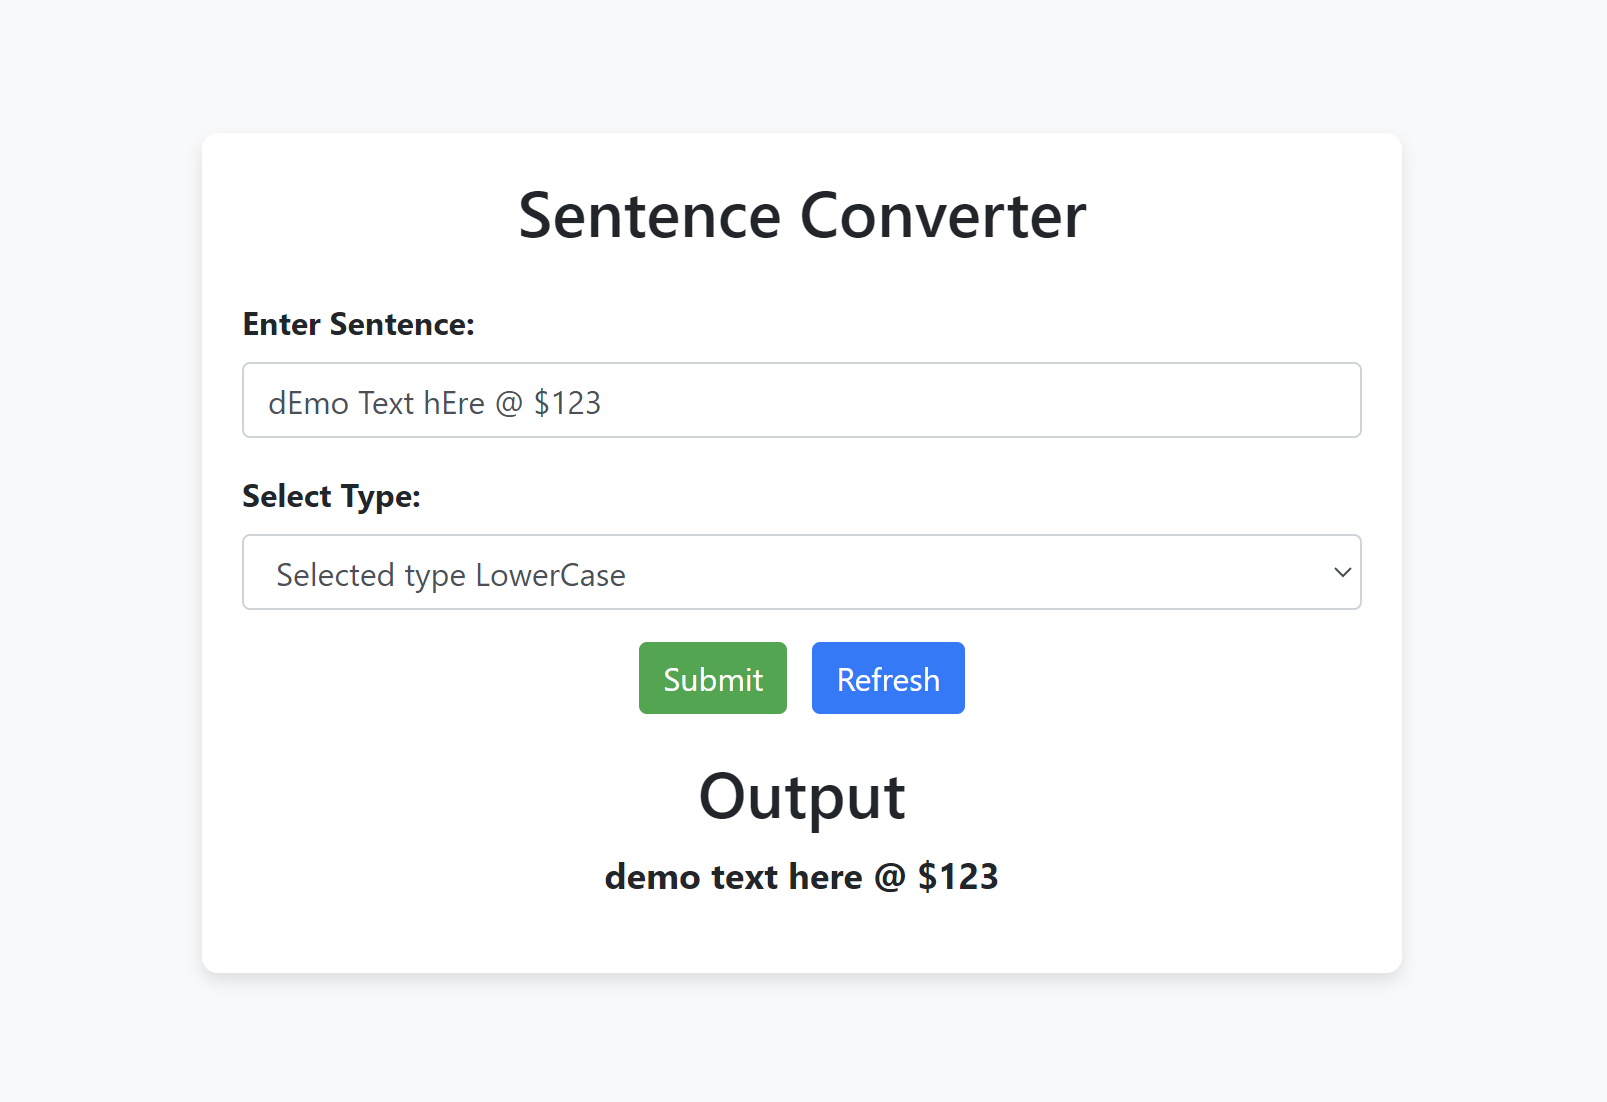 Sentence Converter
Enter Sentence:
dEmo Text hEre @ $123
Select Type:
Selected type LowerCase
Submit Refresh
Output
demo text here @ $123